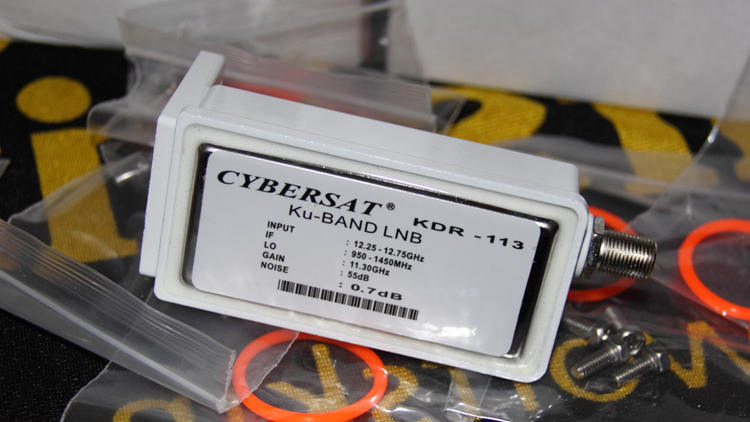 CYBERSAT® KDR - 113
Ku-BAND LNB
INPUT : 12.25 - 12.75GHz
IF : 950 - 1450MHz
LO : 11.30GHz
GAIN : 55dB
NOISE : 0.7dB